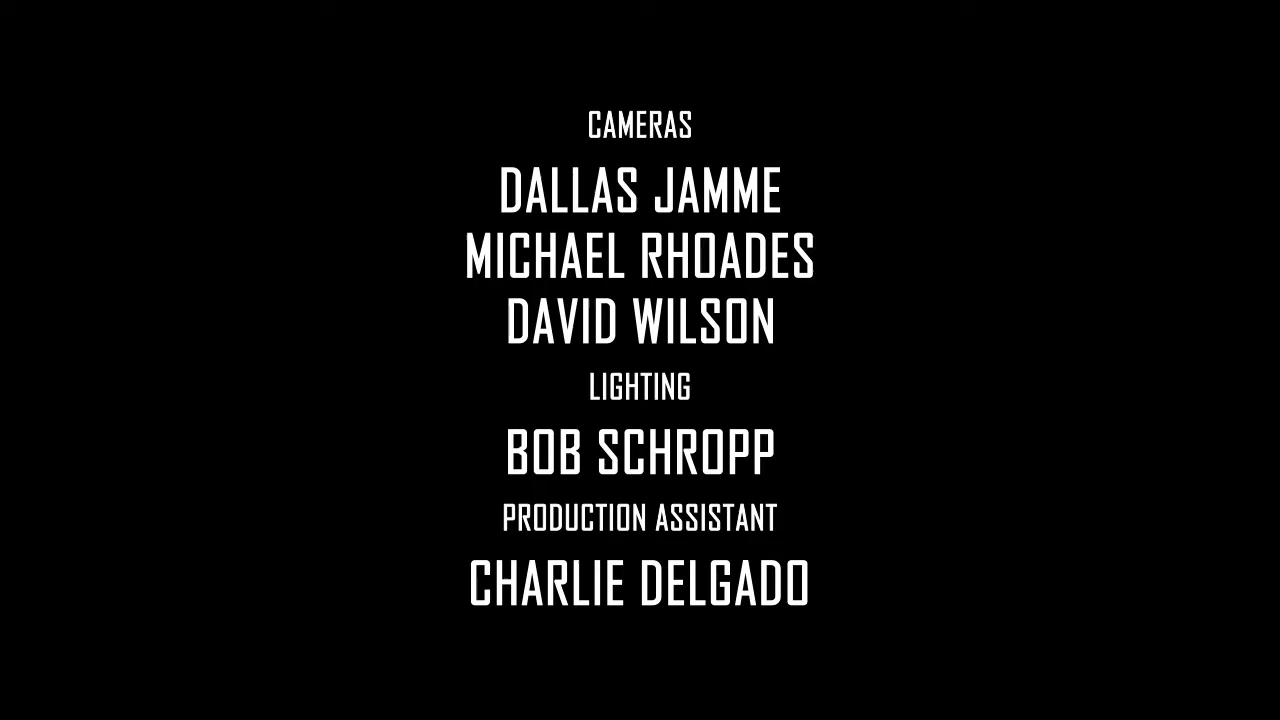 CAMERAS
DALLAS JAMME
MICHAEL RHOADES
DAVID WILSON
LIGHTING
BOB SCHROPP
PRODUCTION ASSISTANT
CHARLIE DELGADO